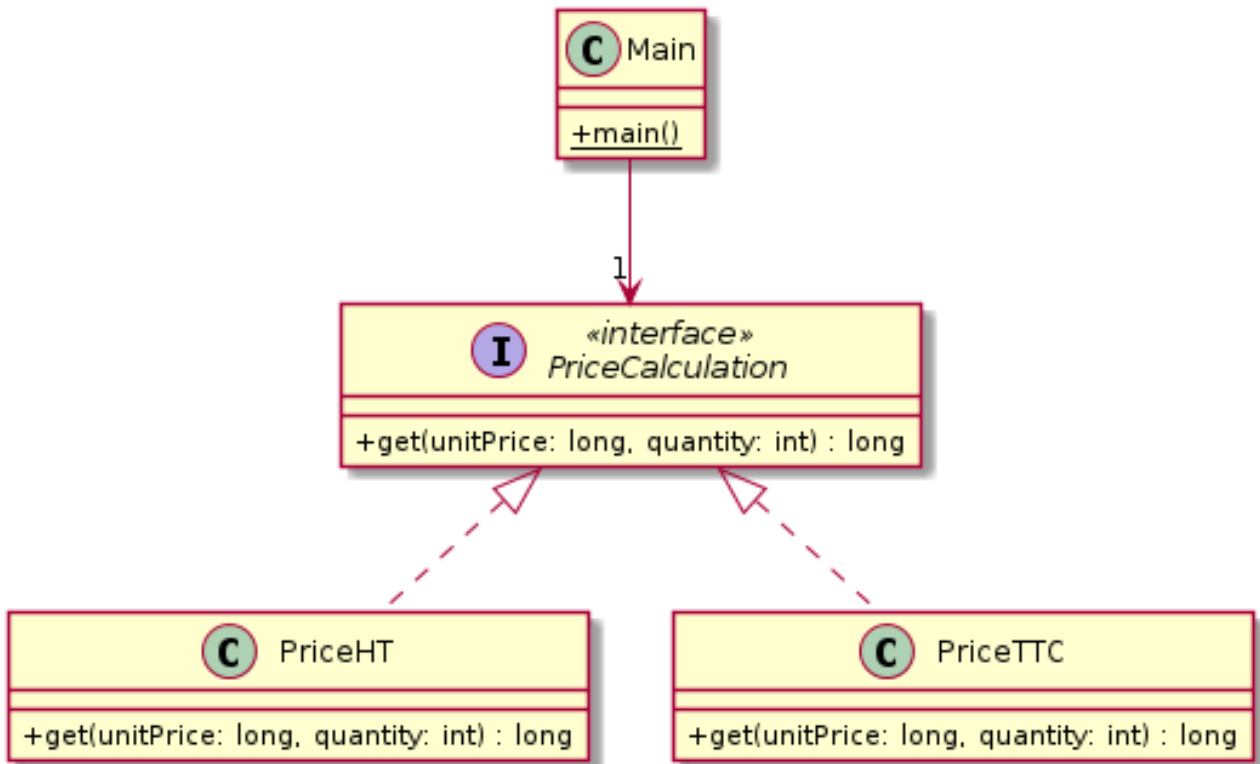 C Main
+main()
1
I «interface»
PriceCalculation
+get(unitPrice: long, quantity: int) : long
C PriceHT
+get(unitPrice: long, quantity: int) : long
C PriceTTC
+get(unitPrice: long, quantity: int) : long